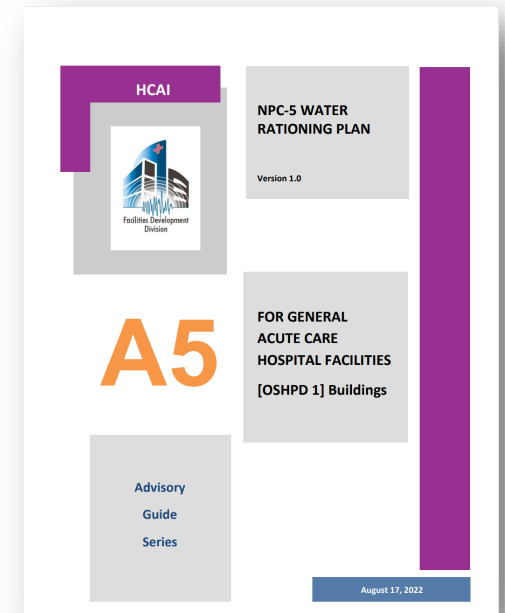 HCAI
Facilities Development
Division
NPC-5 WATER
RATIONING PLAN
Version 1.0
A5
FOR GENERAL
ACUTE CARE
HOSPITAL FACILITIES
[OSHPD 1] Buildings
Advisory
Guide
Series
August 17, 2022